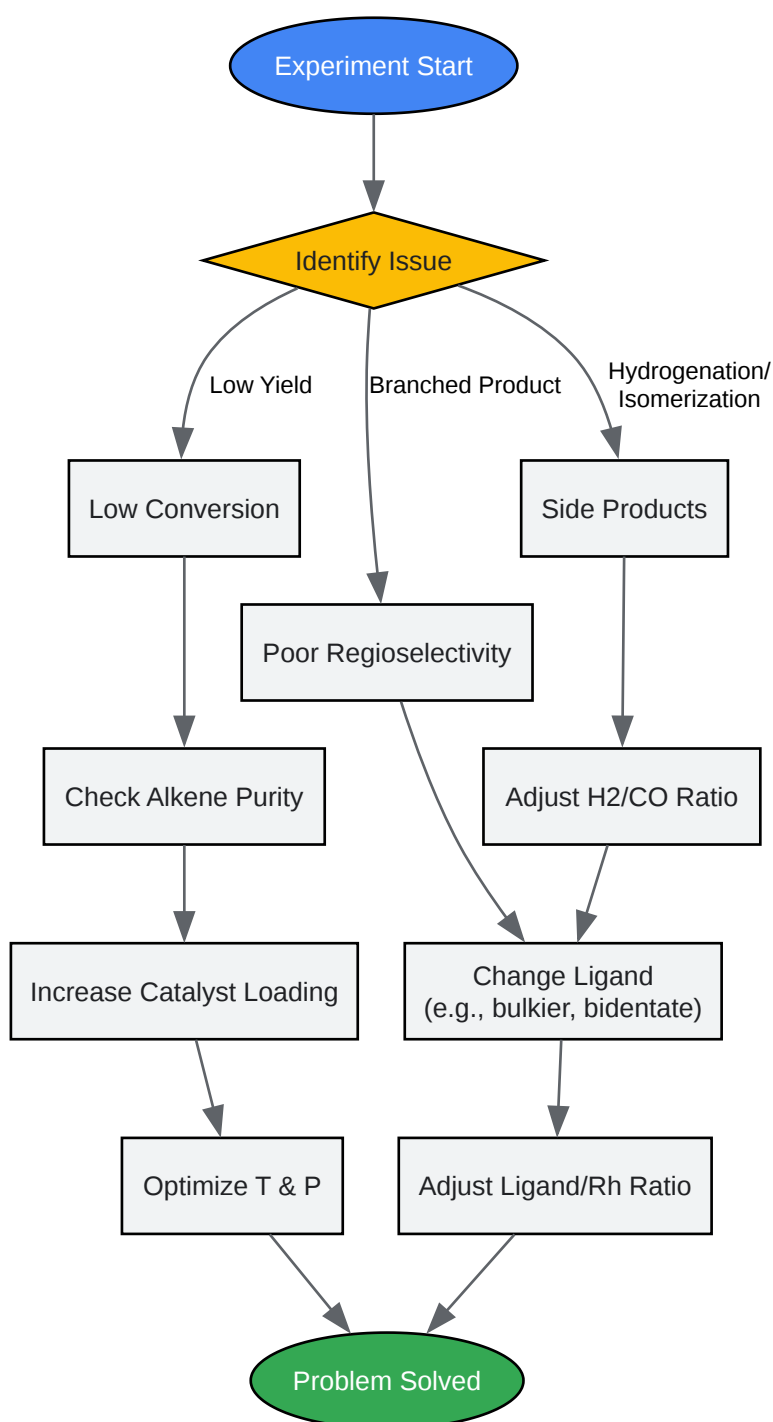 Experiment Start
Identify Issue
Low Yield
Branched Product
Hydrogenation/
Isomerization
Low Conversion
Side Products
Poor Regioselectivity
Check Alkene Purity
Adjust H2/CO Ratio
Increase Catalyst Loading
Change Ligand
(e.g., bulkier, bidentate)
Optimize T & P
Adjust Ligand/Rh Ratio
Problem Solved